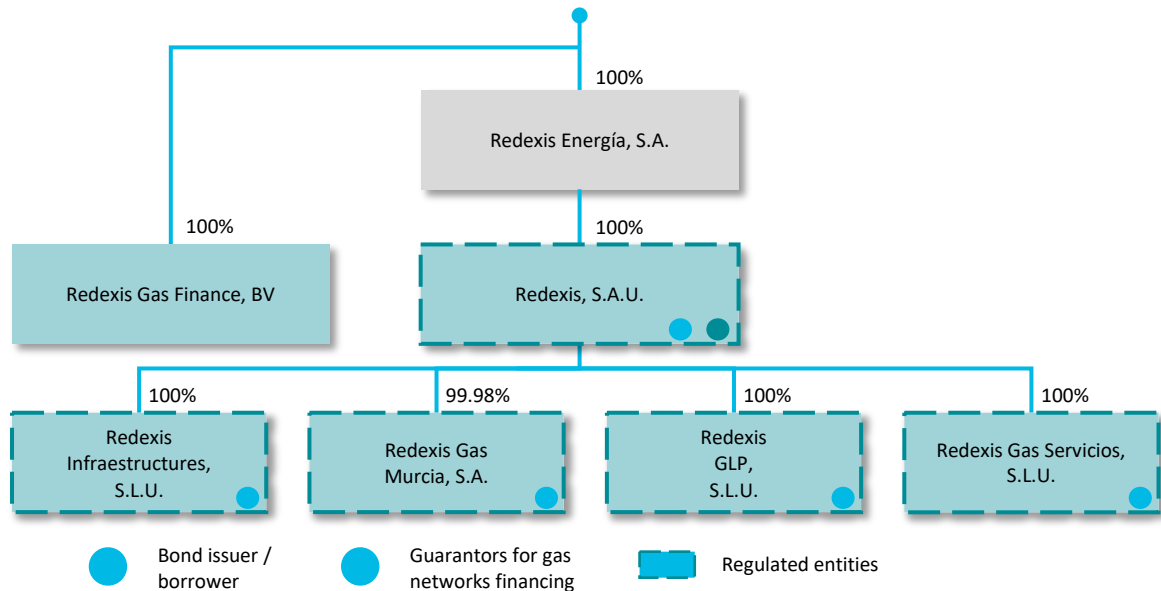 100%
Redexis Energía, S.A.
100%
100%
Redexis Gas Finance, BV
Redexis, S.A.U.
100%
99.98%
100%
100%
Redexis
Infraestructures,
S.L.U.
Redexis Gas
Murcia, S.A.
Redexis
GLP,
S.L.U.
Redexis Gas Servicios,
S.L.U.
Bond issuer /
borrower
Guarantors for gas
networks financing
Regulated entities